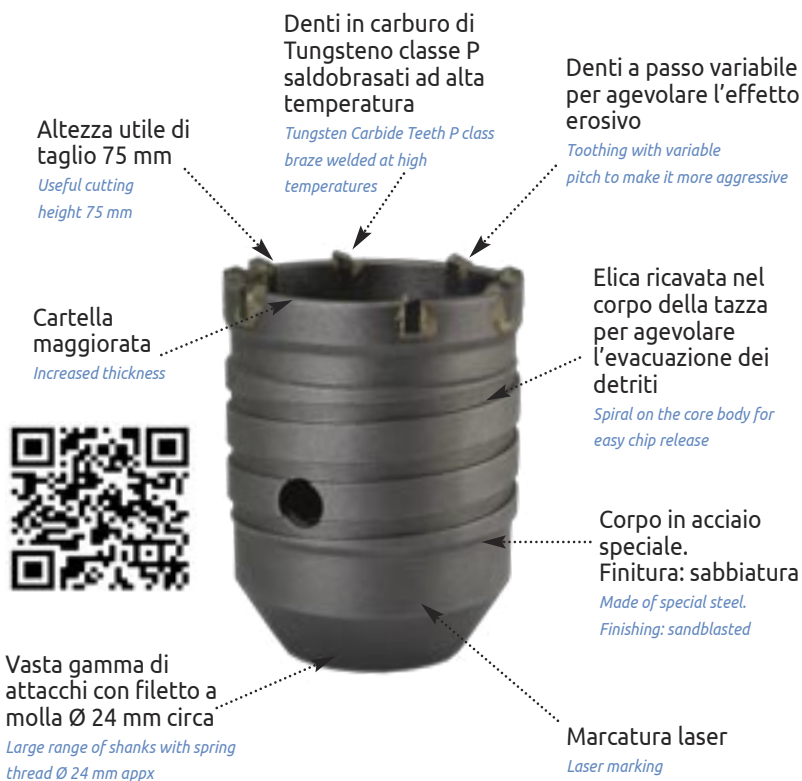 Denti in carburo di
Tungsteno classe P
saldobrasati ad alta
temperatura
Tungsten Carbide Teeth P class
braze welded at high
temperatures
Denti a passo variabile
per agevolare l’effetto
erosivo
Toothing with variable
pitch to make it more aggressive
Altezza utile di
taglio 75 mm
Useful cutting
height 75 mm
Cartella
maggiorata
Increased thickness
Elica ricavata nel
corpo della tazza
per agevolare
l’evacuazione dei
detriti
Spiral on the core body for
easy chip release
Corpo in acciaio
speciale.
Finitura: sabbiatura
Made of special steel.
Finishing: sandblasted
Vasta gamma di
attacchi con filetto a
molla Ø 24 mm circa
Large range of shanks with spring
thread Ø 24 mm appx
Marcatura laser
Laser marking